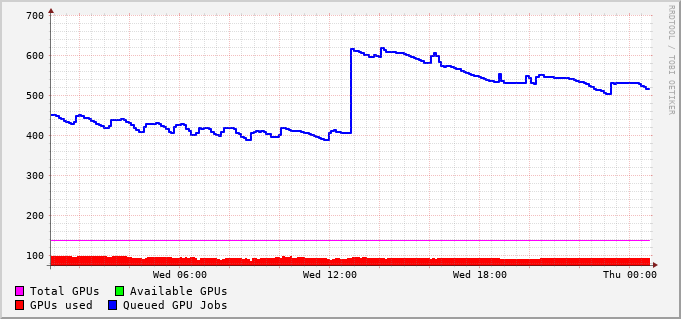 700
600
500
400
300
200
100
Wed 06:00 Wed 12:00 Wed 18:00 Thu 00:00
Total GPUs Available GPUs
GPUs used Queued GPU Jobs
RRDTOOL / TOBI OETIKER